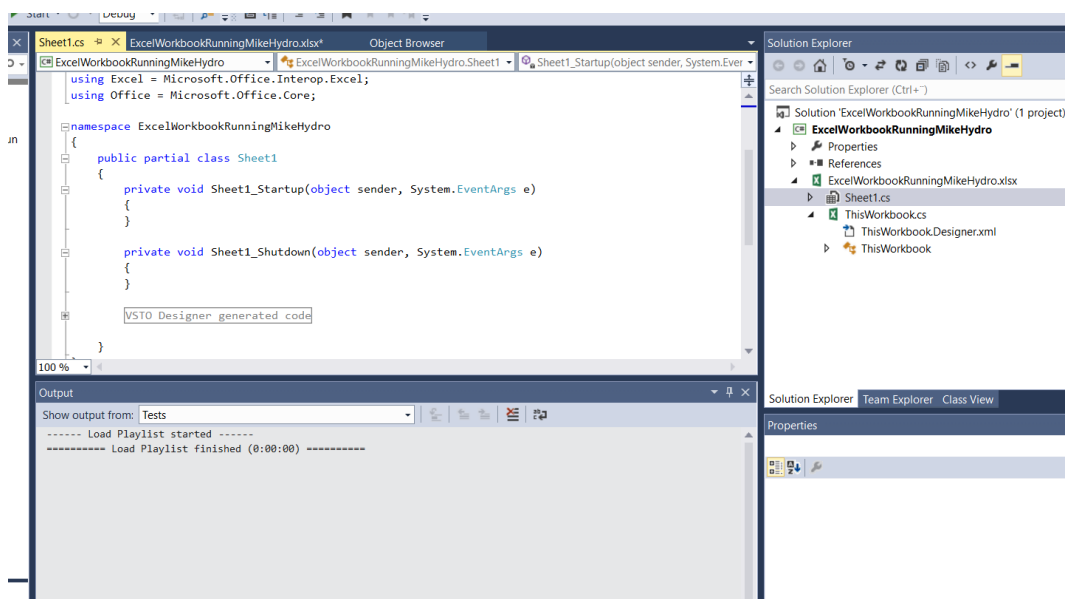 Start Debug
Sheet1.cs ExcelWorkbookRunningMikeHydro.xlsx* Object Browser
ExcelWorkbookRunningMikeHydro ExcelWorkbookRunningMikeHydro.Sheet1 Sheet1_Startup(object sender, System.Ever
using Excel = Microsoft.Office.Interop.Excel;
using Office = Microsoft.Office.Core;
namespace ExcelWorkbookRunningMikeHydro
{
public partial class Sheet1
{
private void Sheet1_Startup(object sender, System.EventArgs e)
{
}
private void Sheet1_Shutdown(object sender, System.EventArgs e)
{
}
VSTO Designer generated code
}
100 %
Output
Show output from: Tests
------ Load Playlist started ------
========== Load Playlist finished (0:00:00) ==========
Solution Explorer
Search Solution Explorer (Ctrl+¨)
Solution 'ExcelWorkbookRunningMikeHydro' (1 project)
ExcelWorkbookRunningMikeHydro
Properties
References
ExcelWorkbookRunningMikeHydro.xlsx
Sheet1.cs
ThisWorkbook.cs
ThisWorkbook.Designer.xml
ThisWorkbook
Solution Explorer Team Explorer Class View
Properties